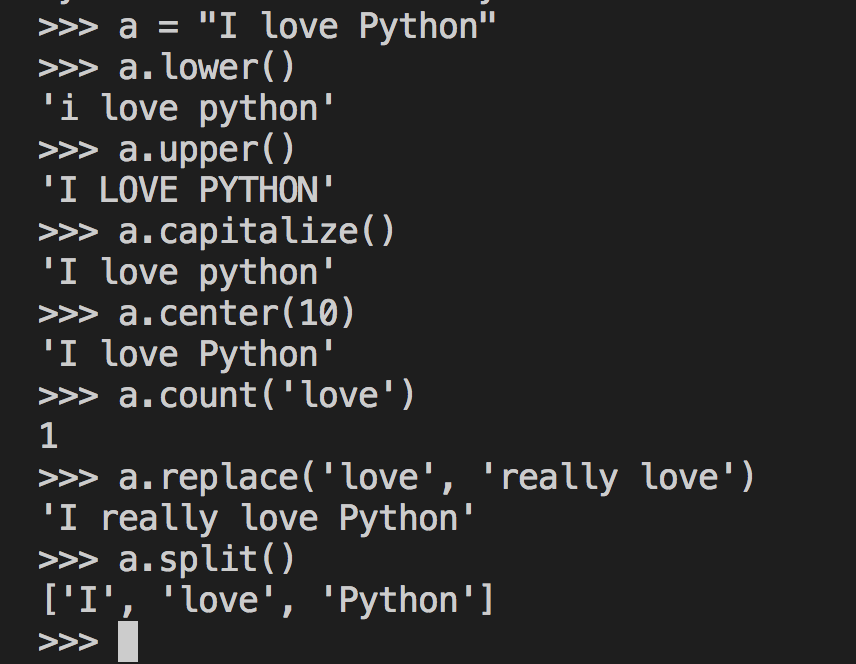 >>> a = "I love Python"
>>> a.lower()
'i love python'
>>> a.upper()
'I LOVE PYTHON'
>>> a.capitalize()
'I love python'
>>> a.center(10)
'I love Python'
>>> a.count('love')
1
>>> a.replace('love', 'really love')
'I really love Python'
>>> a.split()
['I', 'love', 'Python']
>>>